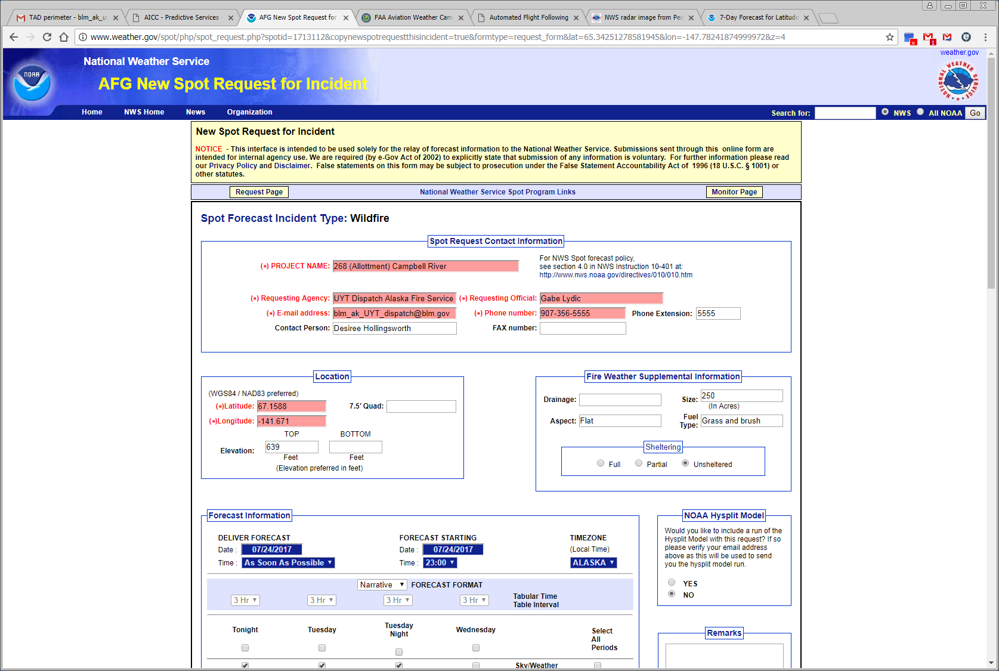 TAD perimeter - blm_ak_uy
AICC - Predictive Services -
AFG New Spot Request for
FAA Aviation Weather Cam
Automated Flight Following
NWS radar image from Ped
7-Day Forecast for Latitude
www.weather.gov/spot/php/spot_request.php?spotid=1713112&copynewspotrequestthisincident=true&formtype=request_form&lat=65.34251278581945&lon=-147.78241874999972&z=4
weather.gov
National Weather Service
AFG New Spot Request for Incident
NOAA
NATIONAL WEATHER SERVICE
Home NWS Home News Organization Search for: NWS All NOAA Go
New Spot Request for Incident
NOTICE - This interface is intended to be used solely for the relay of forecast information to the National Weather Service. Submissions sent through this online form are
intended for internal agency use. We are required (by e-Gov Act of 2002) to explicitly state that submission of any information is voluntary. For further information please read
our Privacy Policy and Disclaimer. False statements on this form may be subject to prosecution under the False Statement Accountability Act of 1996 (18 U.S.C. § 1001) or
other statutes.
Request Page National Weather Service Spot Program Links Monitor Page
Spot Forecast Incident Type: Wildfire
Spot Request Contact Information
(*) PROJECT NAME: 268 (Allottment) Campbell River
For NWS Spot forecast policy,
see section 4.0 in NWS Instruction 10-401 at:
http://www.nws.noaa.gov/directives/010/010.htm
(*) Requesting Agency: UYT Dispatch Alaska Fire Service (*) Requesting Official: Gabe Lydic
(*) E-mail address: blm_ak_UYT_dispatch@blm.gov (*) Phone number: 907-356-5555 Phone Extension: 5555
Contact Person: Desiree Hollingsworth FAX number:
Location
(WGS84 / NAD83 preferred)
(*)Latitude: 67.1588 7.5' Quad:
(*)Longitude: -141.671
TOP BOTTOM
Elevation: 639
Feet Feet
(Elevation preferred in feet)
Fire Weather Supplemental Information
Drainage: Size: 250
(In Acres)
Aspect: Flat Fuel Type: Grass and brush
Sheltering
Full Partial Unsheltered
Forecast Information
DELIVER FORECAST FORECAST STARTING TIMEZONE
Date : 07/24/2017 Date : 07/24/2017 (Local Time)
Time : As Soon As Possible Time : 23:00 ALASKA
Narrative FORECAST FORMAT
3 Hr 3 Hr 3 Hr 3 Hr Tabular Time
Table Interval
Tonight Tuesday Tuesday Night Wednesday Select All Periods
Sky/Weather
NOAA Hysplit Model
Would you like to include a run of the
Hysplit Model with this request? If so
please verify your email address
above as this will be used to send
you the hysplit model run.
YES
NO
Remarks